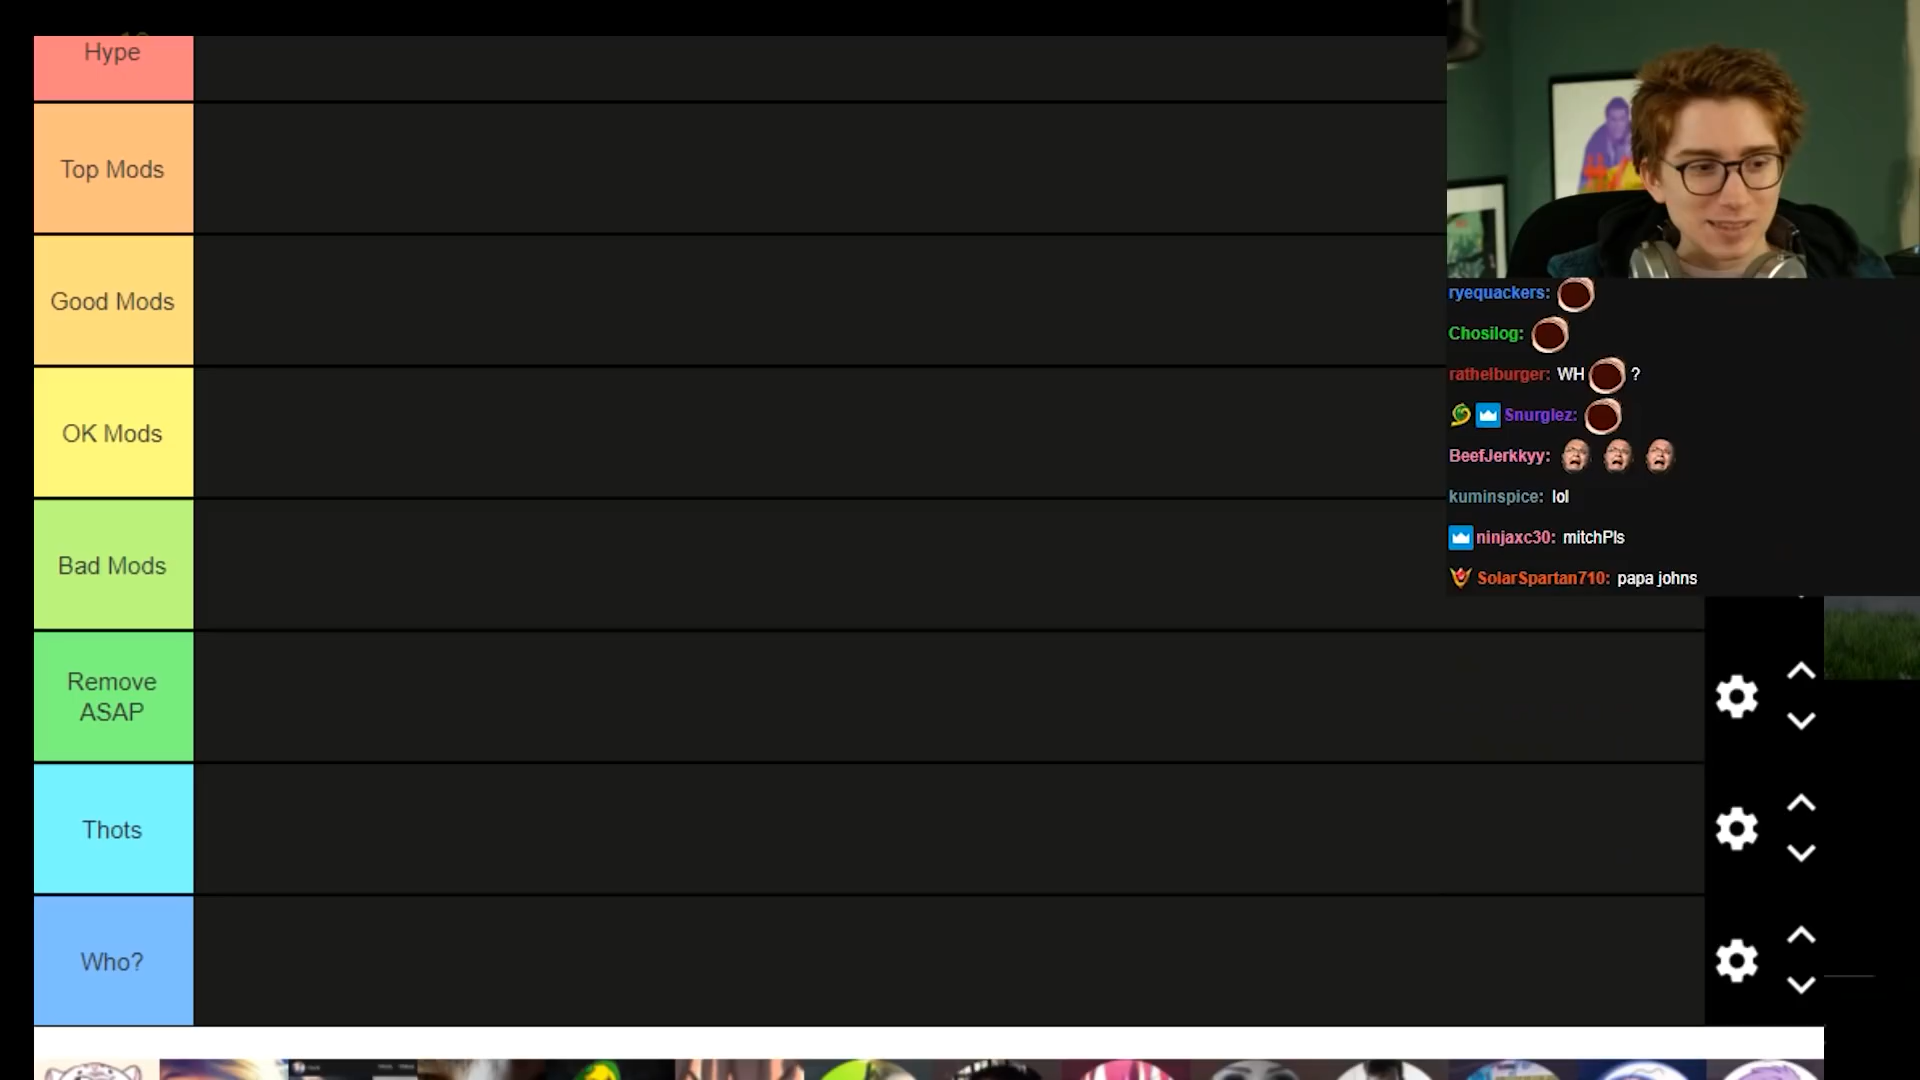 Hype
Top Mods
Good Mods
OK Mods
Bad Mods
Remove
ASAP
Thots
Who?
ryequackers:
Chosilog:
rathelburger: WH ?
Snurglez:
BeefJerkkyy:
kuminspice: lol
ninjaxc30: mitchPls
SolarSpartan710: papa johns